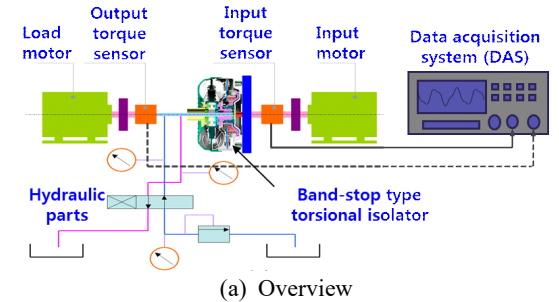 Load
motor
Output
torque
sensor
Input
torque
sensor
Input
motor
Data acquisition
system (DAS)
Hydraulic
parts
Band-stop type
torsional isolator
(a) Overview